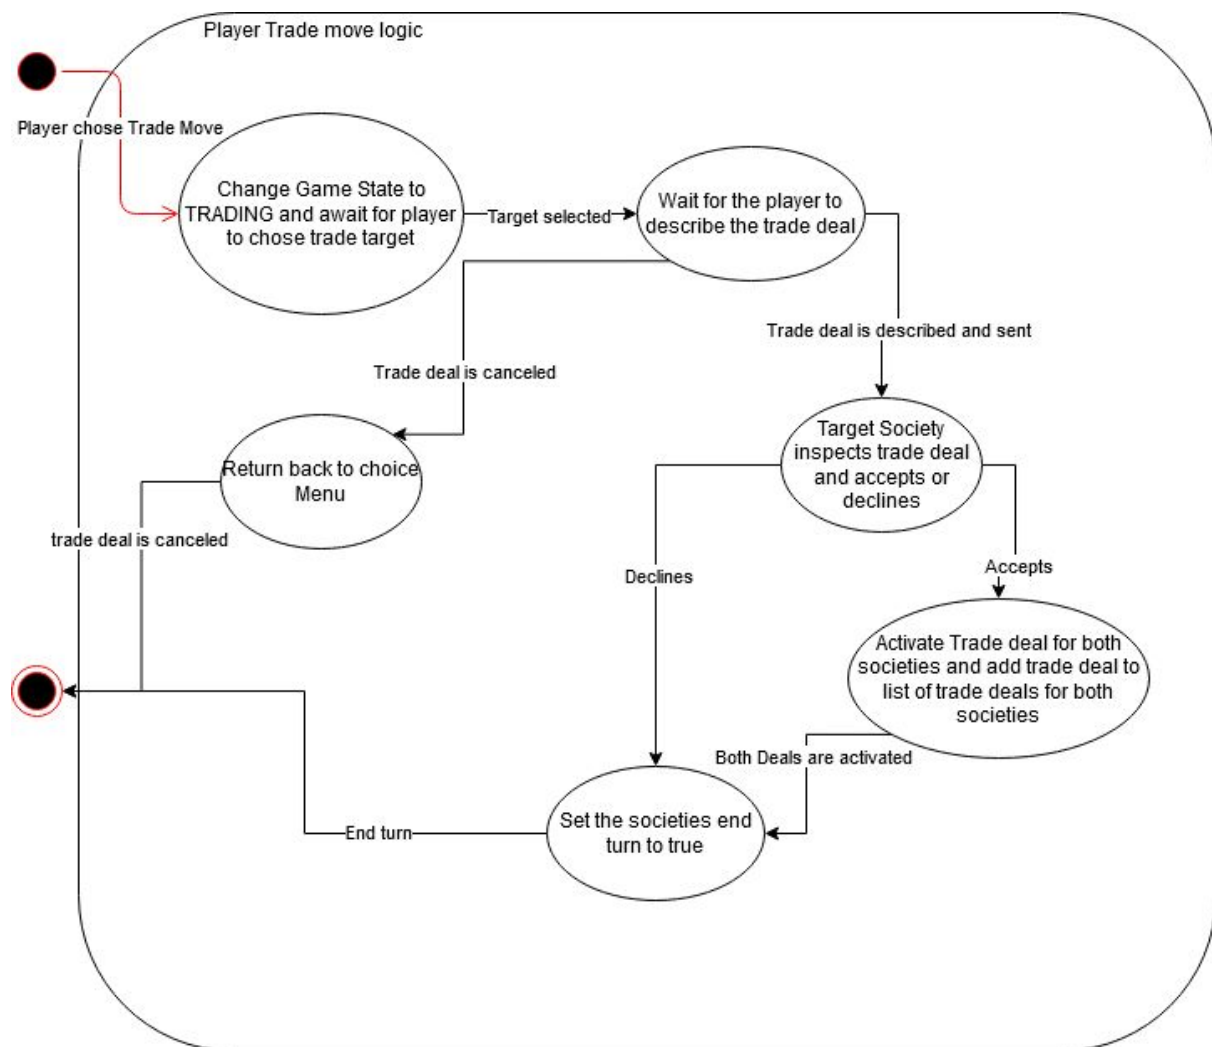 Player Trade move logic
Player chose Trade Move
Change Game State to
TRADING and await for player
to chose trade target
Target selected
Wait for the player to
describe the trade deal
Trade deal is described and sent
Trade deal is canceled
Return back to choice
Menu
trade deal is canceled
Target Society
inspects trade deal
and accepts or
declines
Declines
Accepts
Activate Trade deal for both
societies and add trade deal to
list of trade deals for both
societies
Both Deals are activated
Set the societies end
turn to true
End turn